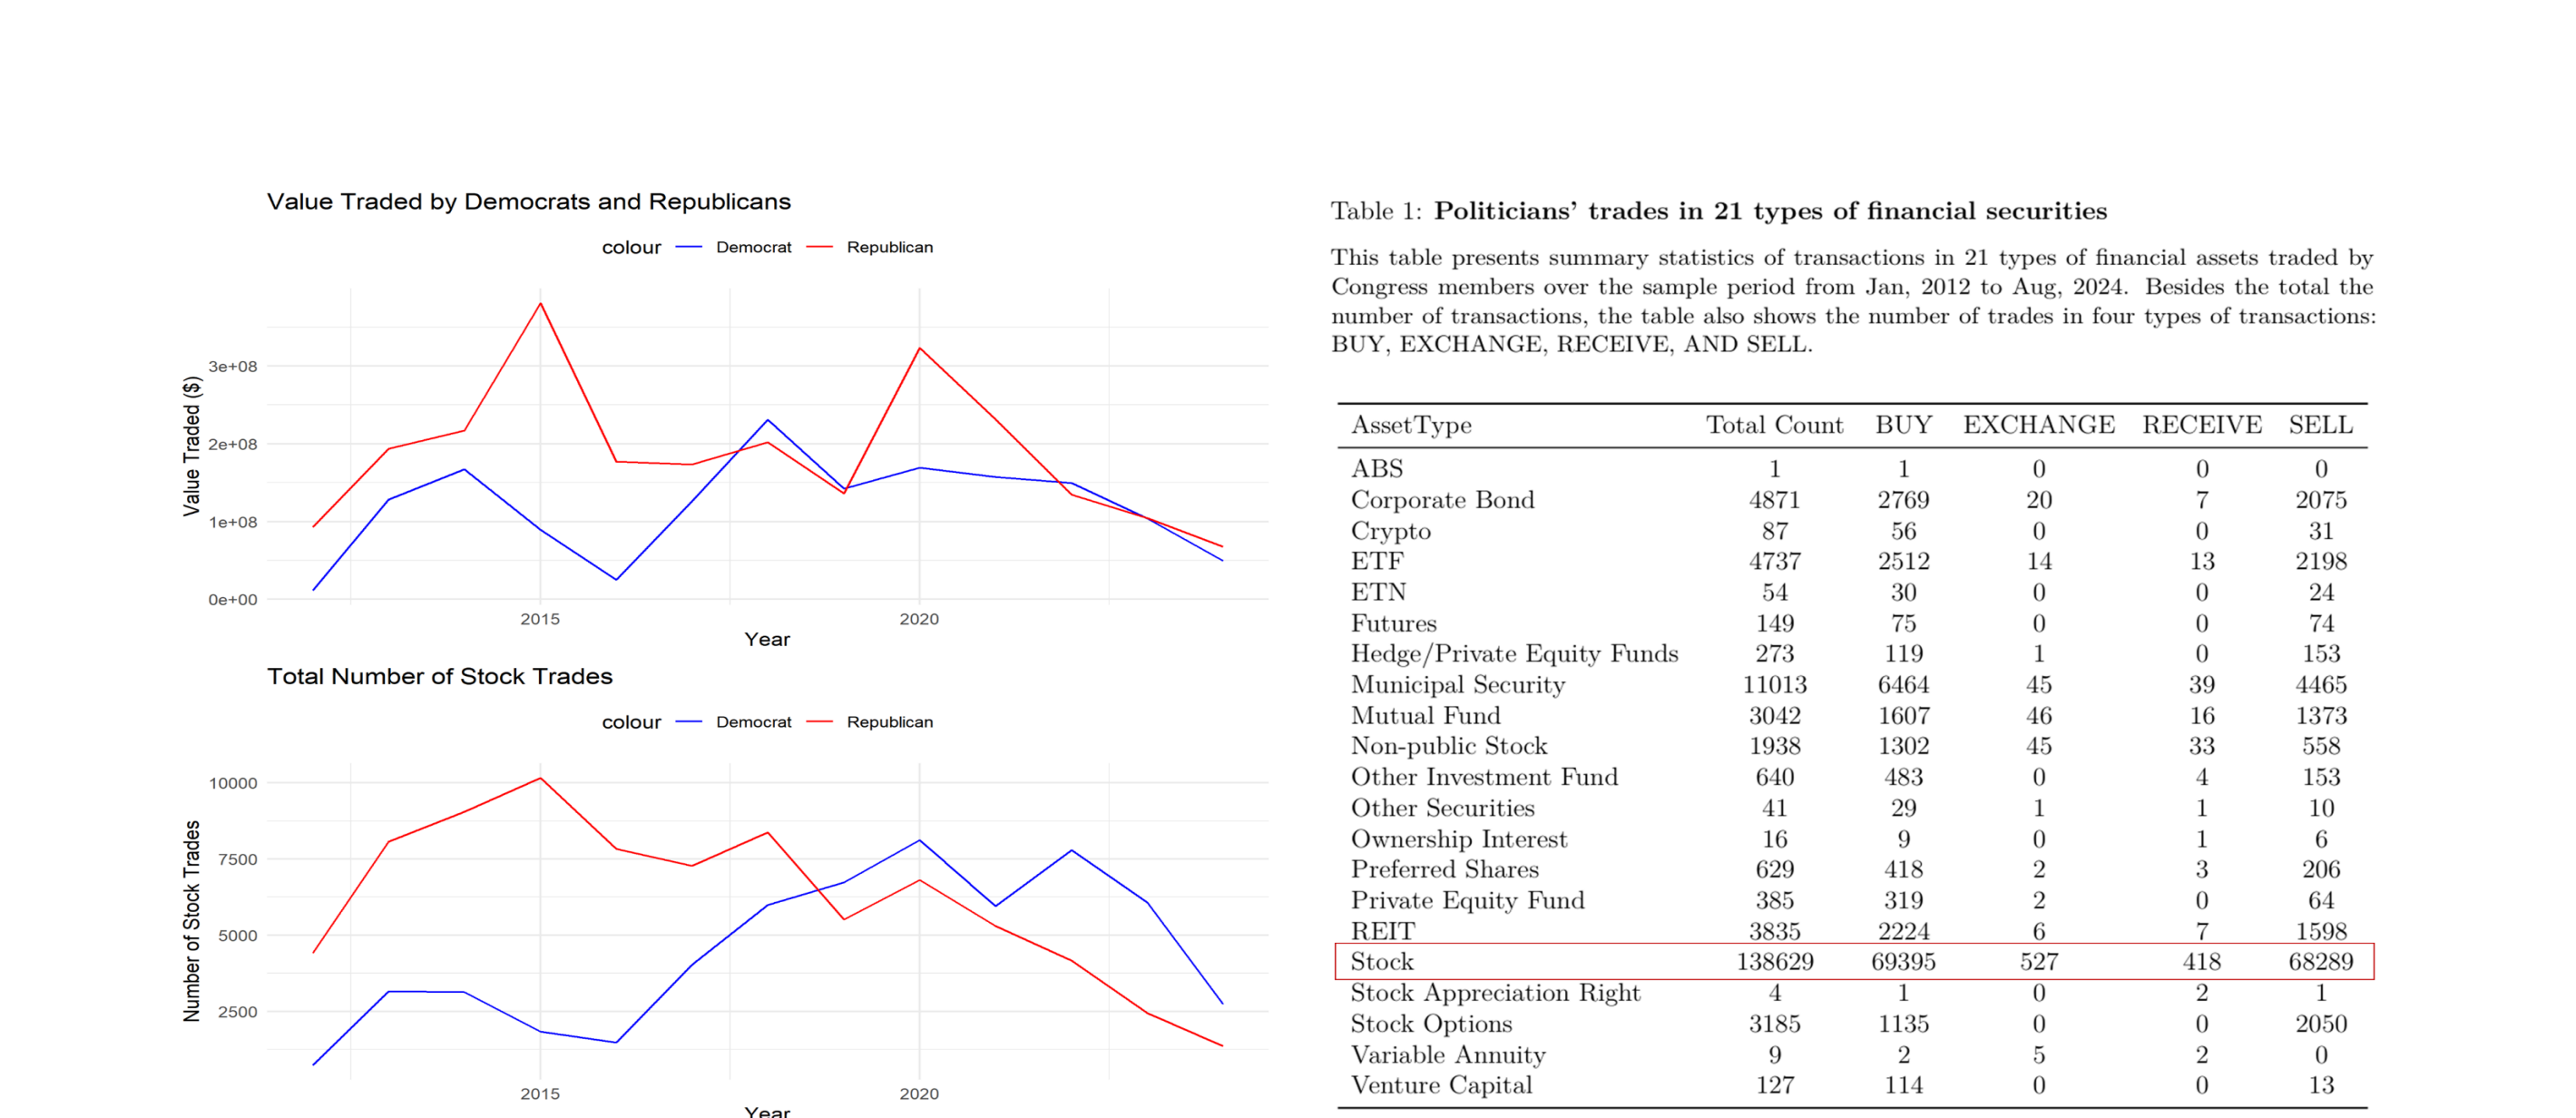 Value Traded by Democrats and Republicans
colour Democrat Republican
3e+08
2e+08
1e+08
0e+00
Value Traded ($)
2015 2020
Year
Total Number of Stock Trades
colour Democrat Republican
10000
7500
5000
2500
Number of Stock Trades
2015 2020
Year
Table 1: Politicians' trades in 21 types of financial securities
This table presents summary statistics of transactions in 21 types of financial assets traded by
Congress members over the sample period from Jan, 2012 to Aug, 2024. Besides the total the
number of transactions, the table also shows the number of trades in four types of transactions:
BUY, EXCHANGE, RECEIVE, AND SELL.
AssetType Total Count BUY EXCHANGE RECEIVE SELL
ABS 1 1 0 0 0
Corporate Bond 4871 2769 20 7 2075
Crypto 87 56 0 0 31
ETF 4737 2512 14 13 2198
ETN 54 30 0 0 24
Futures 149 75 0 0 74
Hedge/Private Equity Funds 273 119 1 0 153
Municipal Security 11013 6464 45 39 4465
Mutual Fund 3042 1607 46 16 1373
Non-public Stock 1938 1302 45 33 558
Other Investment Fund 640 483 0 4 153
Other Securities 41 29 1 1 10
Ownership Interest 16 9 0 1 6
Preferred Shares 629 418 2 3 206
Private Equity Fund 385 319 2 0 64
REIT 3835 2224 6 7 1598
Stock 138629 69395 527 418 68289
Stock Appreciation Right 4 1 0 2 1
Stock Options 3185 1135 0 0 2050
Variable Annuity 9 2 5 2 0
Venture Capital 127 114 0 0 13